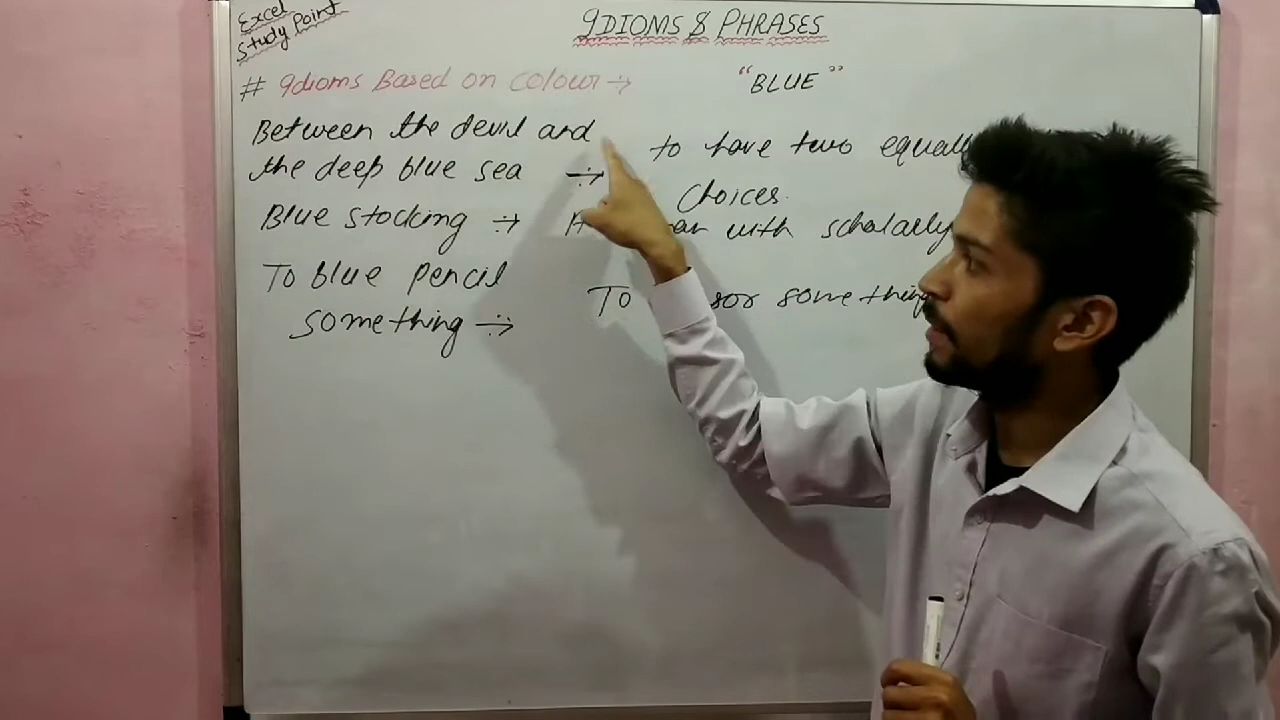 Excel
Study Point
IDIOMS & PHRASES
# Idioms Based on Colour ->
"BLUE"
Between the devil and
the deep blue sea ->
to have two equall
Choices.
Blue stocking ->
with scholarly
To blue pencil
something ->
To something